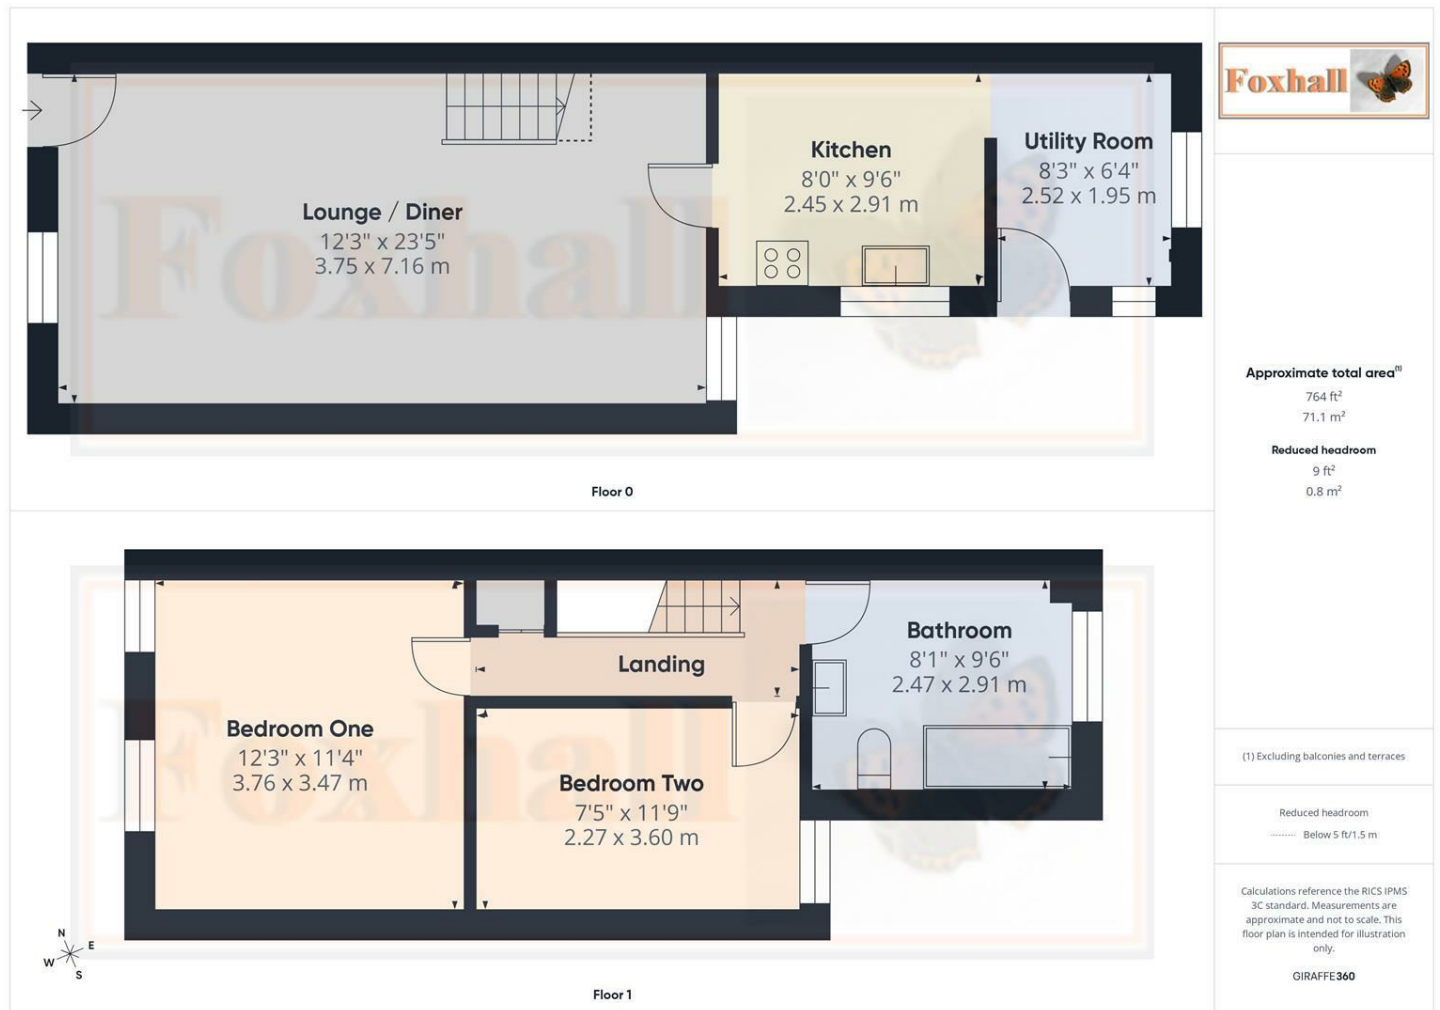 Foxhall
Lounge / Diner
12'3" x 23'5"
3.75 x 7.16 m
Kitchen
8'0" x 9'6"
2.45 x 2.91 m
Utility Room
8'3" x 6'4"
2.52 x 1.95 m
Foxhall
Floor 0
Approximate total area(1)
764 ft²
71.1 m²
Reduced headroom
9 ft²
0.8 m²
Bedroom One
12'3" x 11'4"
3.76 x 3.47 m
Landing
Bedroom Two
7'5" x 11'9"
2.27 x 3.60 m
Bathroom
8'1" x 9'6"
2.47 x 2.91 m
Foxhall
N
E
W
S
Floor 1
(1) Excluding balconies and terraces
Reduced headroom
Below 5 ft/1.5 m
Calculations reference the RICS IPMS
3C standard. Measurements are
approximate and not to scale. This
floor plan is intended for illustration
only.
GIRAFFE360